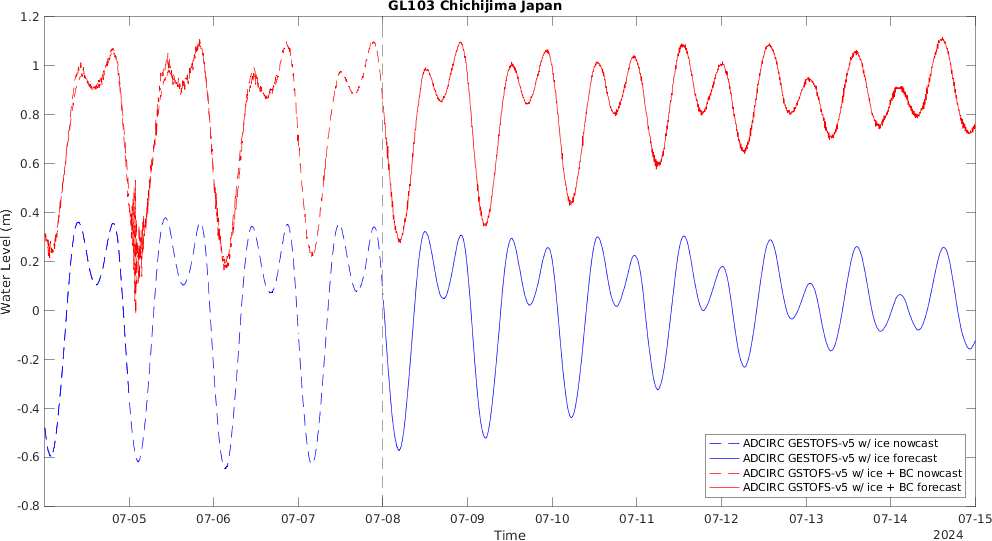 GL103 Chichijima Japan
1.2
1
0.8
0.6
0.4
0.2
0
-0.2
-0.4
-0.6
-0.8
Water Level (m)
ADCIRC GESTOFS-v5 w/ ice nowcast
ADCIRC GESTOFS-v5 w/ ice forecast
ADCIRC GSTOFS-v5 w/ ice + BC nowcast
ADCIRC GSTOFS-v5 w/ ice + BC forecast
07-05 07-06 07-07 07-08 07-09 07-10 07-11 07-12 07-13 07-14 07-15
Time
2024